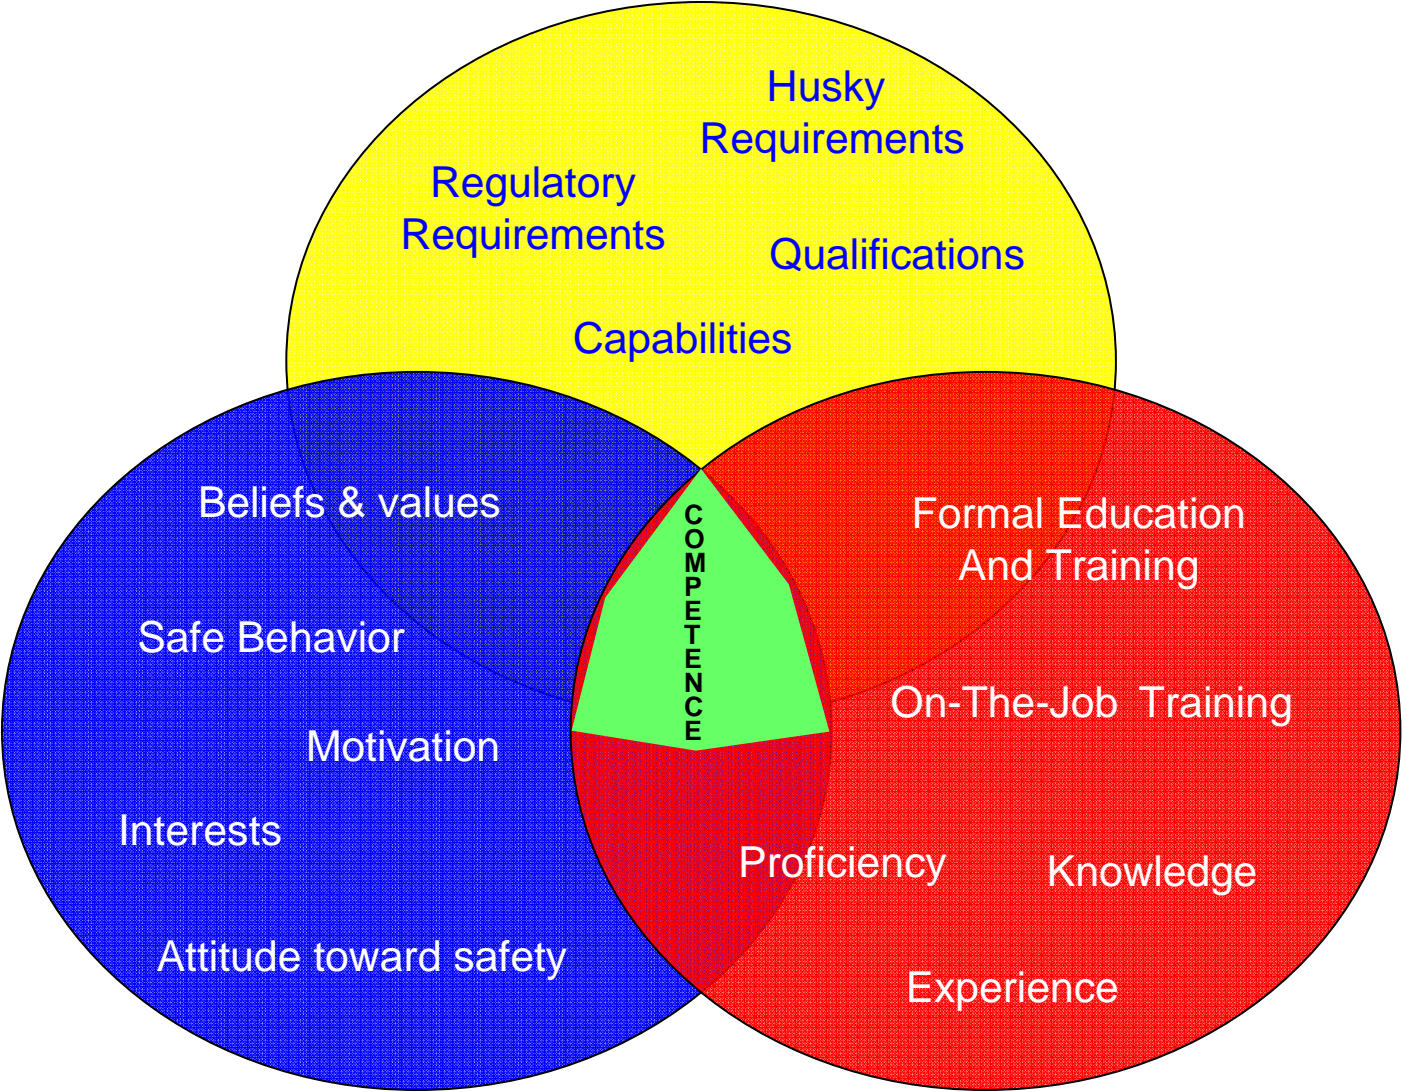 Husky
Requirements
Regulatory
Requirements
Qualifications
Capabilities
Beliefs & values
Safe Behavior
Motivation
Interests
Attitude toward safety
COMPETENCE
Formal Education
And Training
On-The-Job Training
Proficiency
Knowledge
Experience